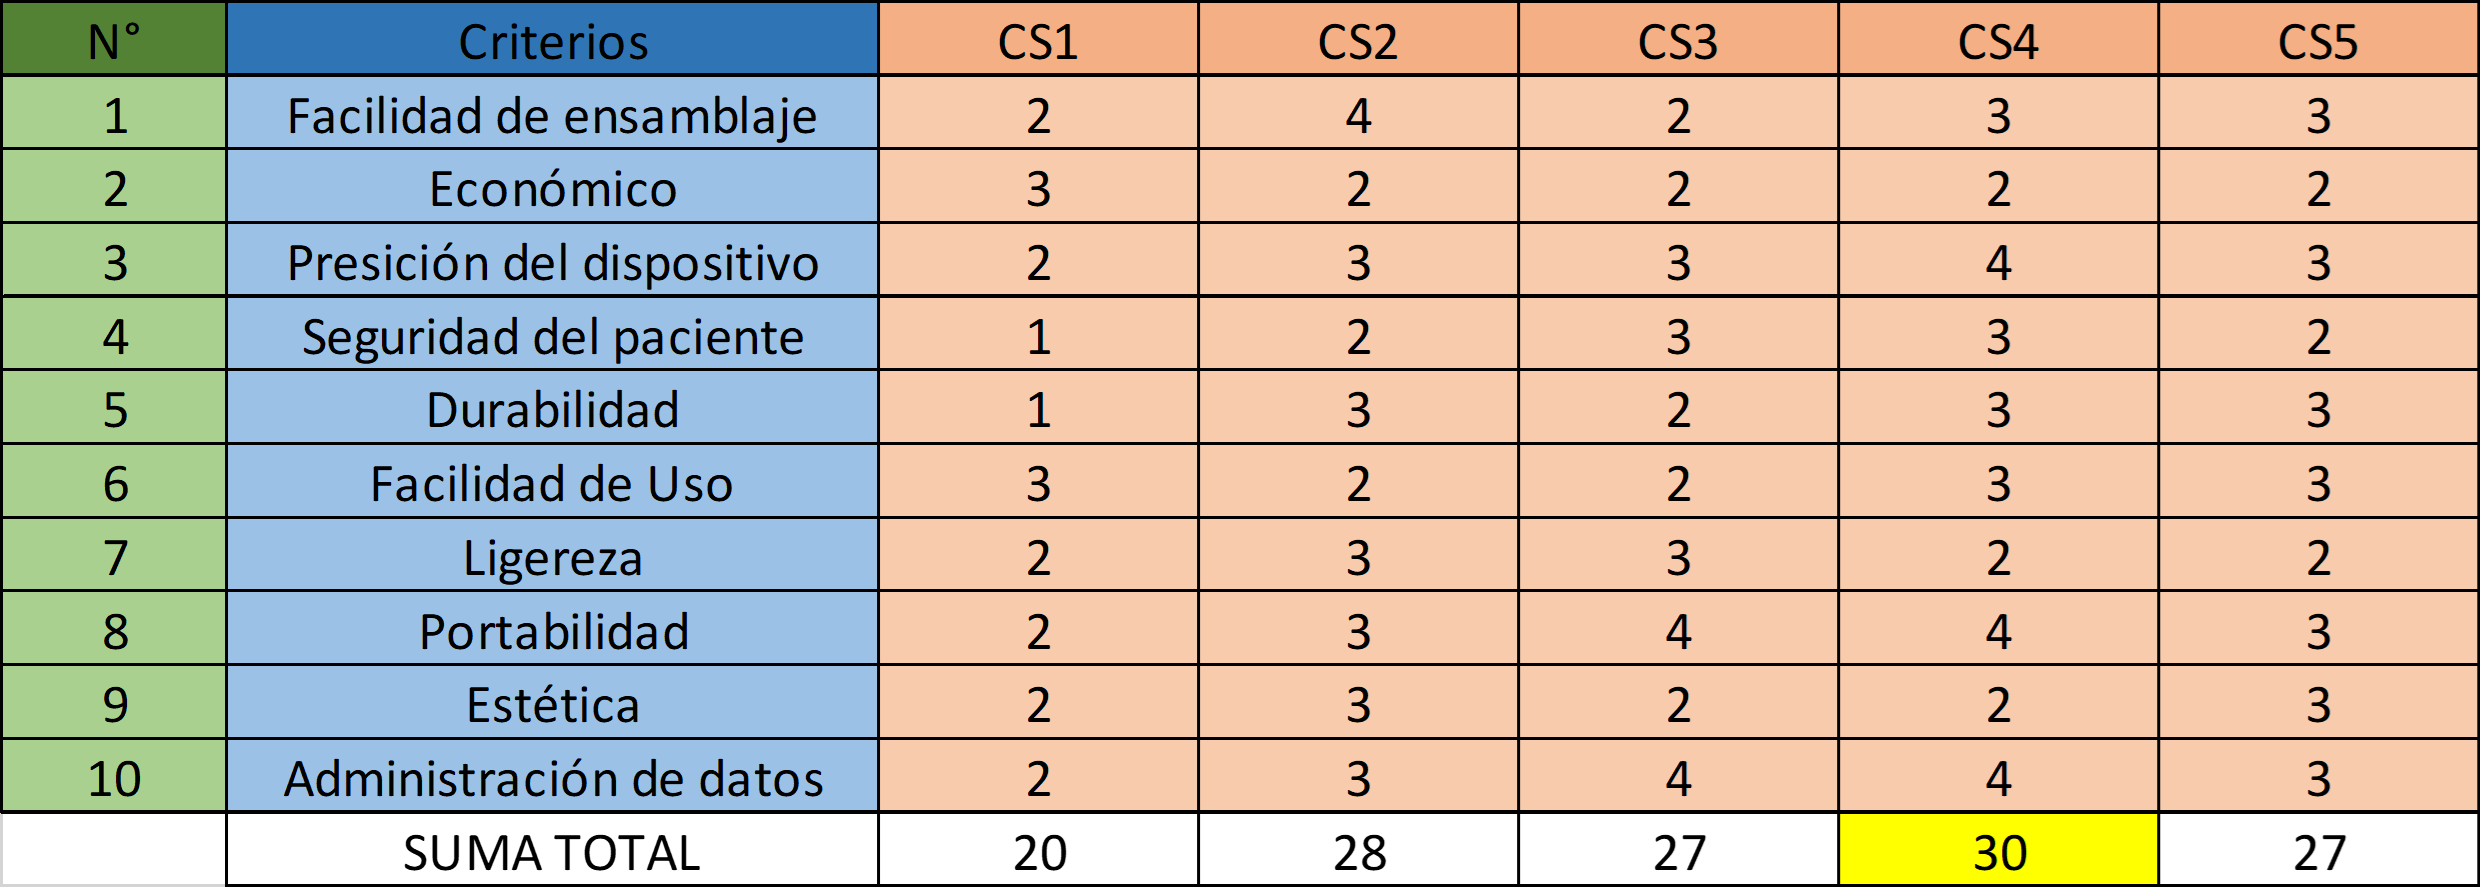 N° Criterios CS1 CS2 CS3 CS4 CS5
1 Facilidad de ensamblaje 2 4 2 3 3
2 Económico 3 2 2 2 2
3 Presición del dispositivo 2 3 3 4 3
4 Seguridad del paciente 1 2 3 3 2
5 Durabilidad 1 3 2 3 3
6 Facilidad de Uso 3 2 2 3 3
7 Ligereza 2 3 3 2 2
8 Portabilidad 2 3 4 4 3
9 Estética 2 3 2 2 3
10 Administración de datos 2 3 4 4 3
SUMA TOTAL 20 28 27 30 27